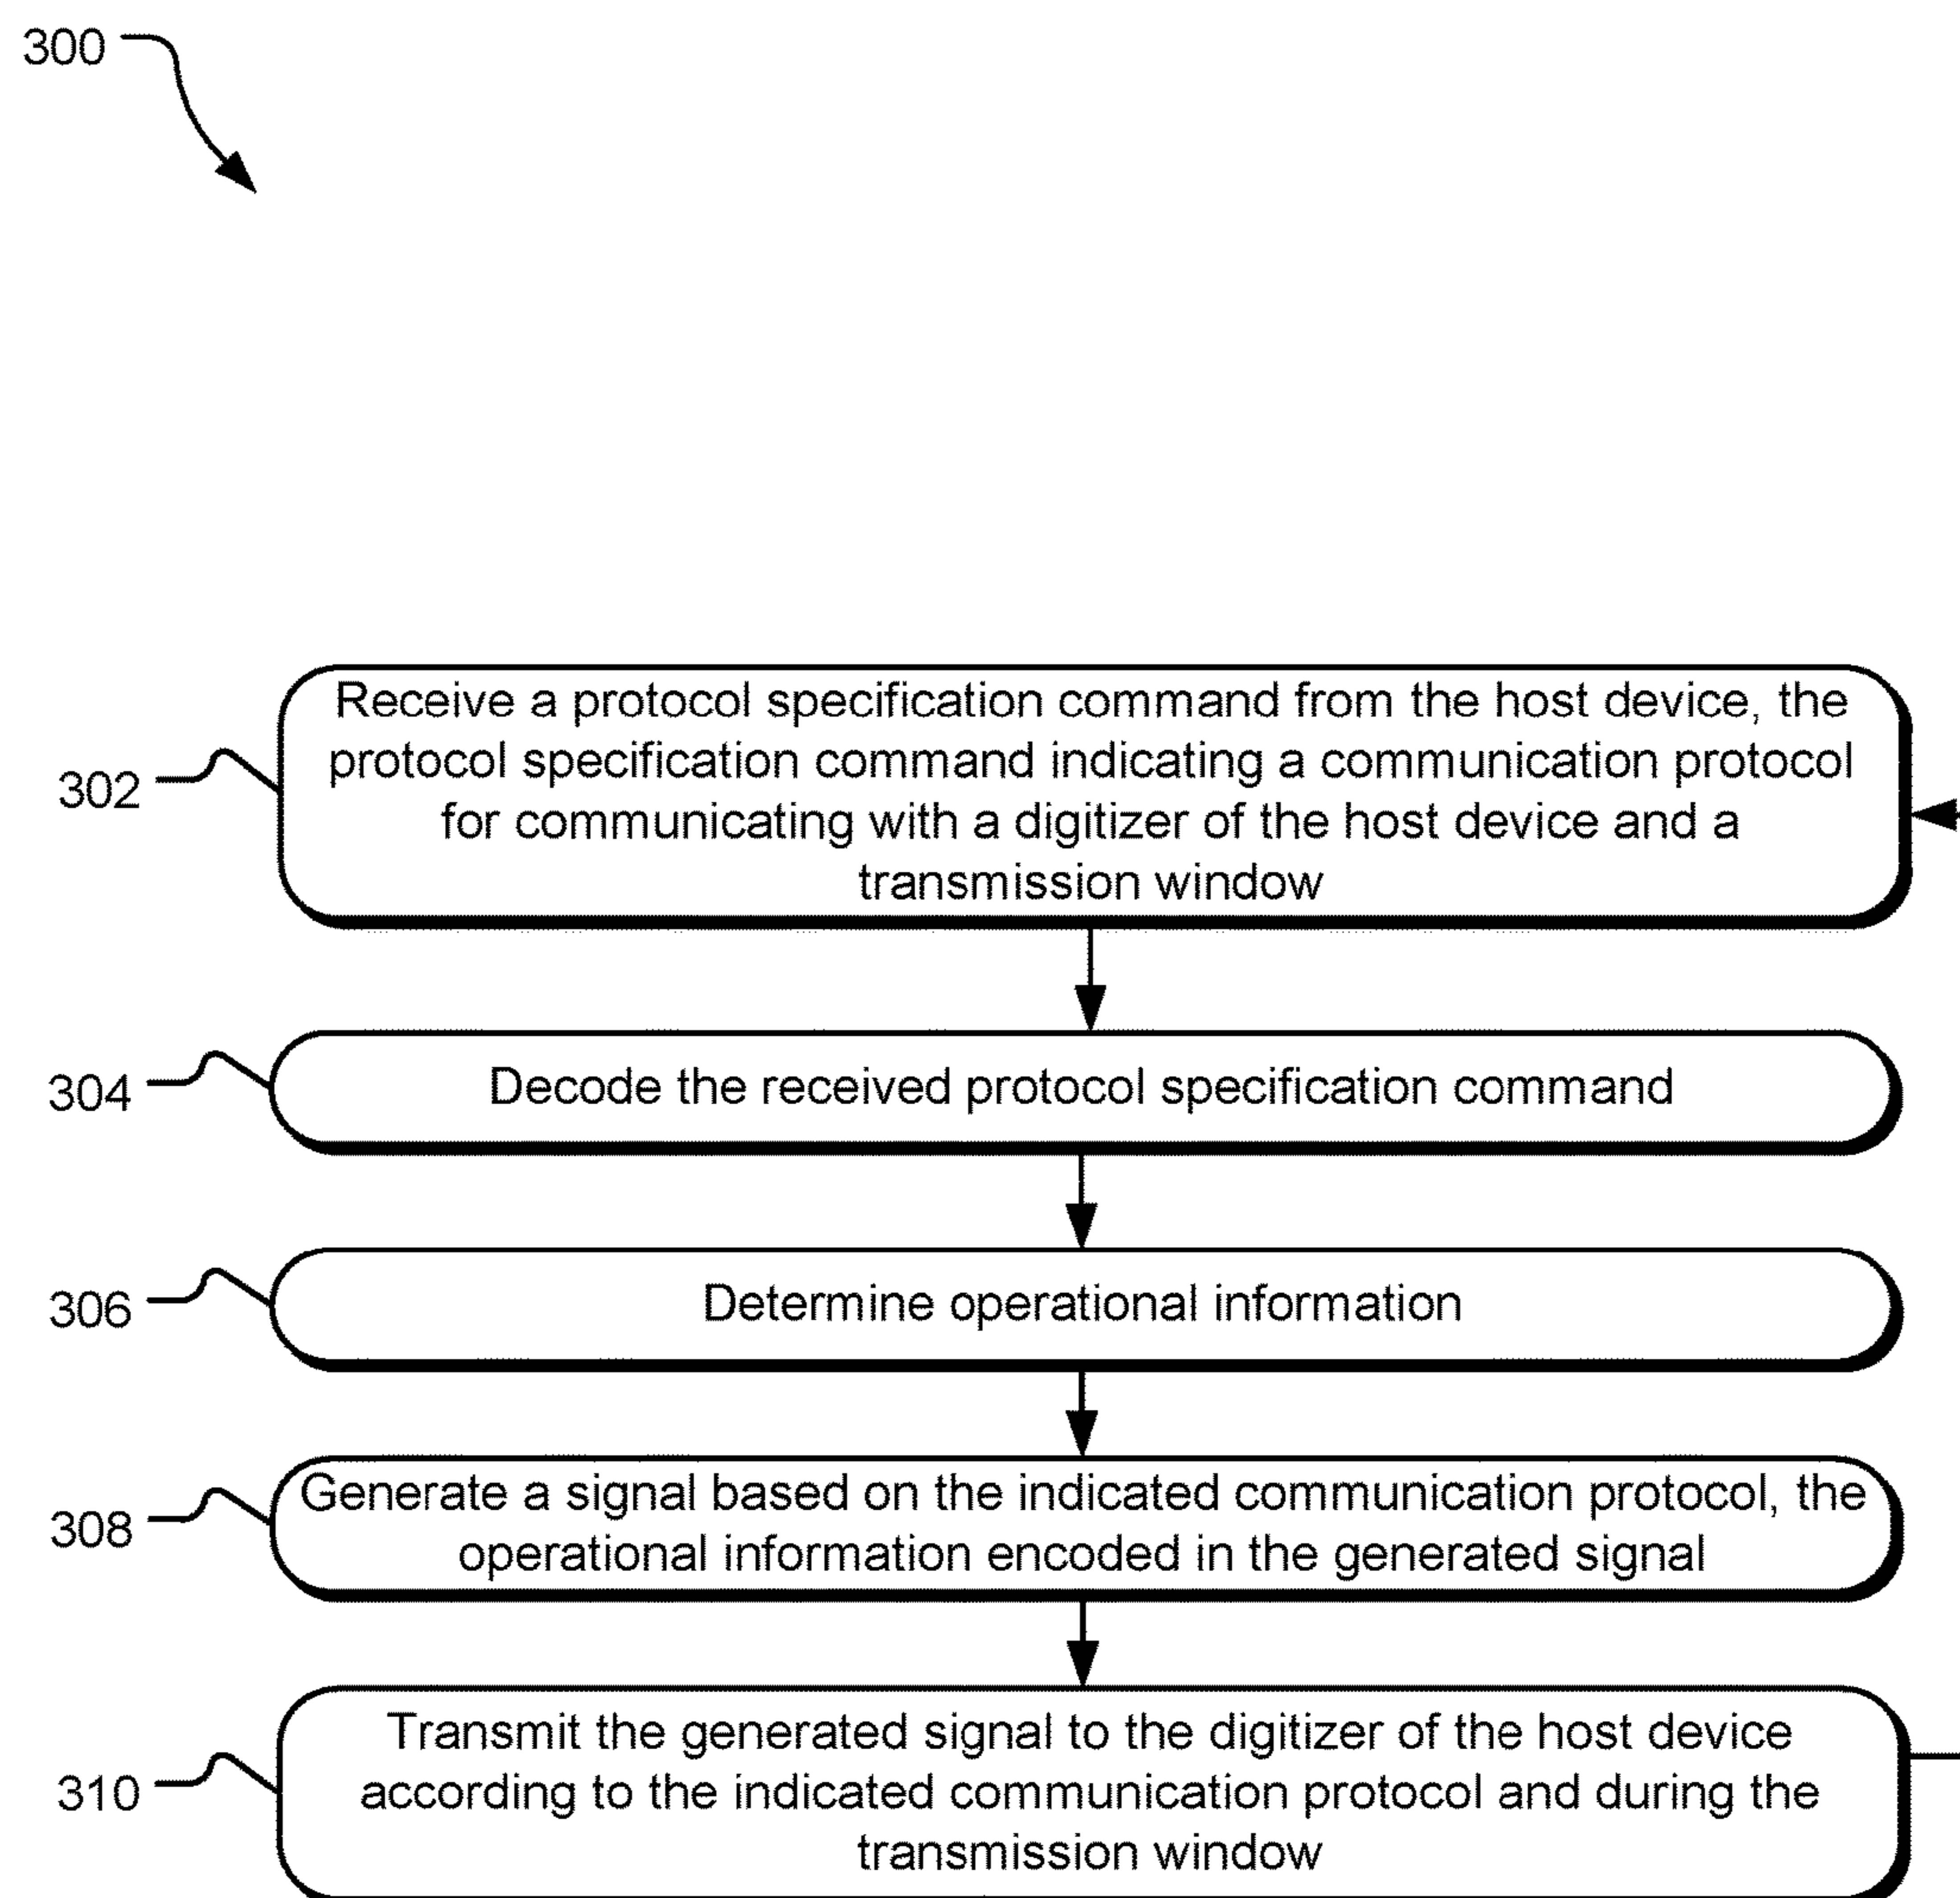 300
302
Receive a protocol specification command from the host device, the
protocol specification command indicating a communication protocol
for communicating with a digitizer of the host device and a
transmission window
304
Decode the received protocol specification command
306
Determine operational information
308
Generate a signal based on the indicated communication protocol, the
operational information encoded in the generated signal
310
Transmit the generated signal to the digitizer of the host device
according to the indicated communication protocol and during the
transmission window